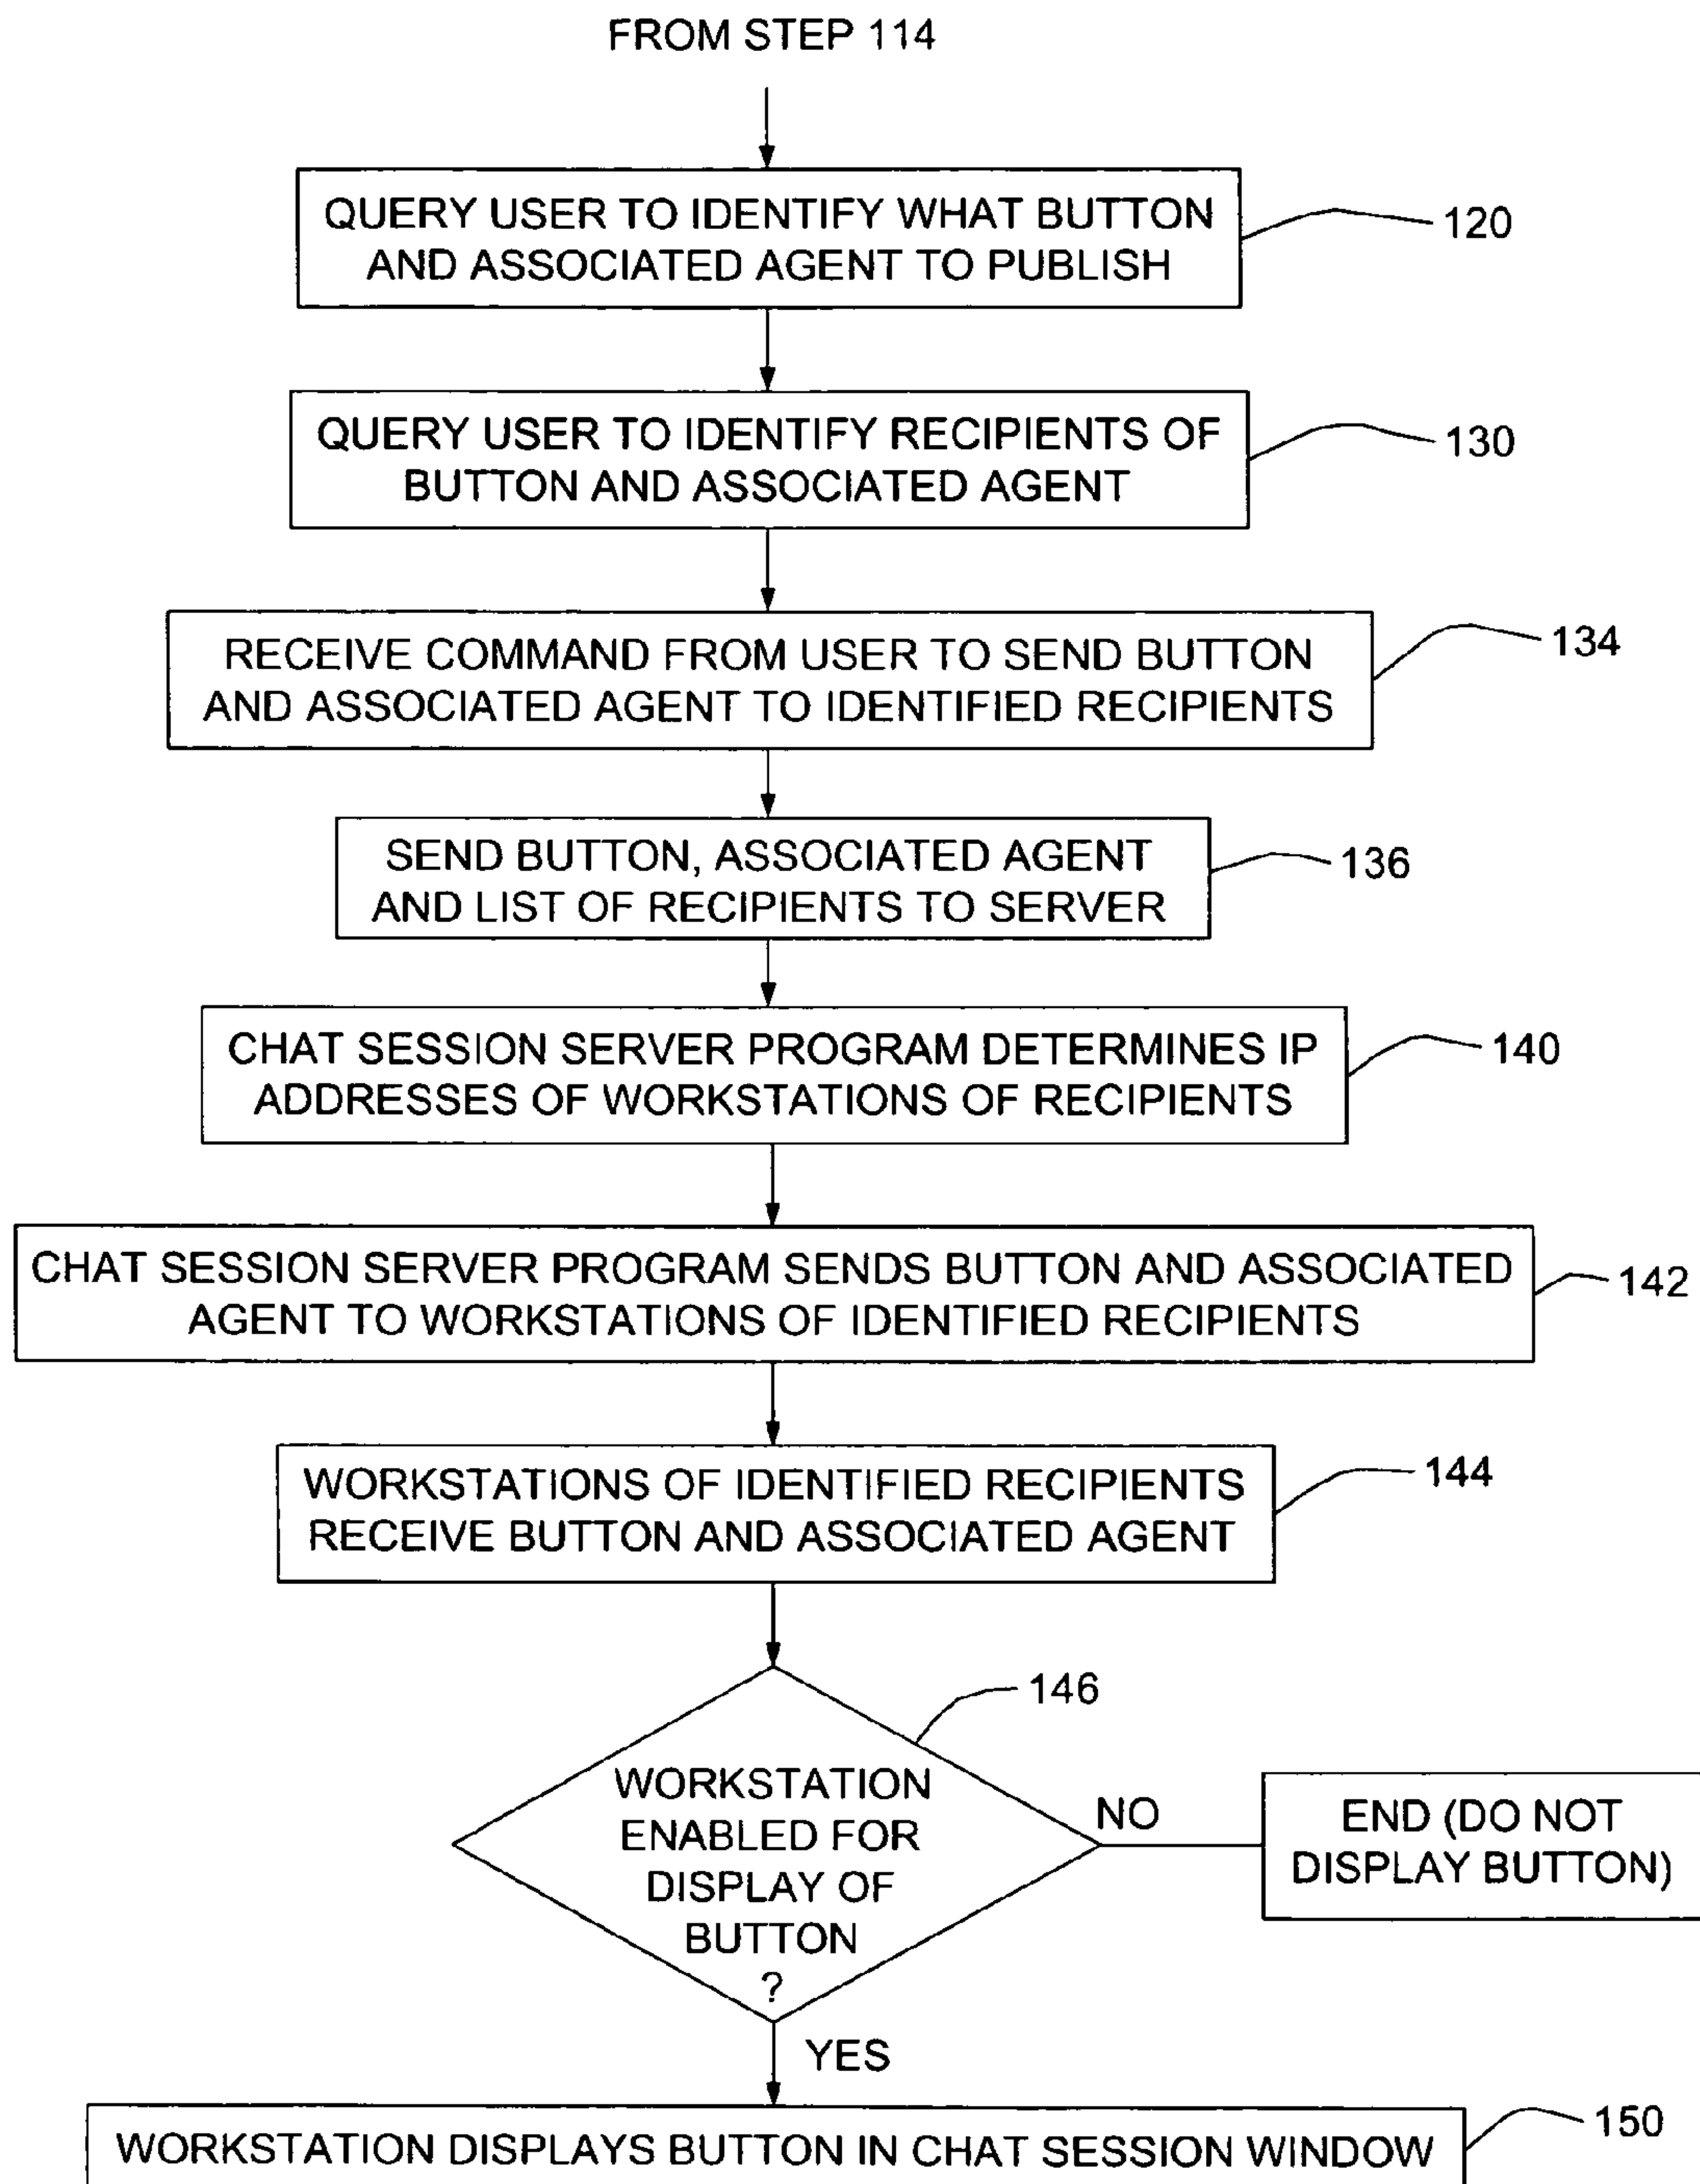 FROM STEP 114
QUERY USER TO IDENTIFY WHAT BUTTON
AND ASSOCIATED AGENT TO PUBLISH
120
QUERY USER TO IDENTIFY RECIPIENTS OF
BUTTON AND ASSOCIATED AGENT
130
RECEIVE COMMAND FROM USER TO SEND BUTTON
AND ASSOCIATED AGENT TO IDENTIFIED RECIPIENTS
134
SEND BUTTON, ASSOCIATED AGENT
AND LIST OF RECIPIENTS TO SERVER
136
CHAT SESSION SERVER PROGRAM DETERMINES IP
ADDRESSES OF WORKSTATIONS OF RECIPIENTS
140
CHAT SESSION SERVER PROGRAM SENDS BUTTON AND ASSOCIATED
AGENT TO WORKSTATIONS OF IDENTIFIED RECIPIENTS
142
WORKSTATIONS OF IDENTIFIED RECIPIENTS
RECEIVE BUTTON AND ASSOCIATED AGENT
144
146
WORKSTATION
ENABLED FOR
DISPLAY OF
BUTTON
?
NO
END (DO NOT
DISPLAY BUTTON)
YES
WORKSTATION DISPLAYS BUTTON IN CHAT SESSION WINDOW
150